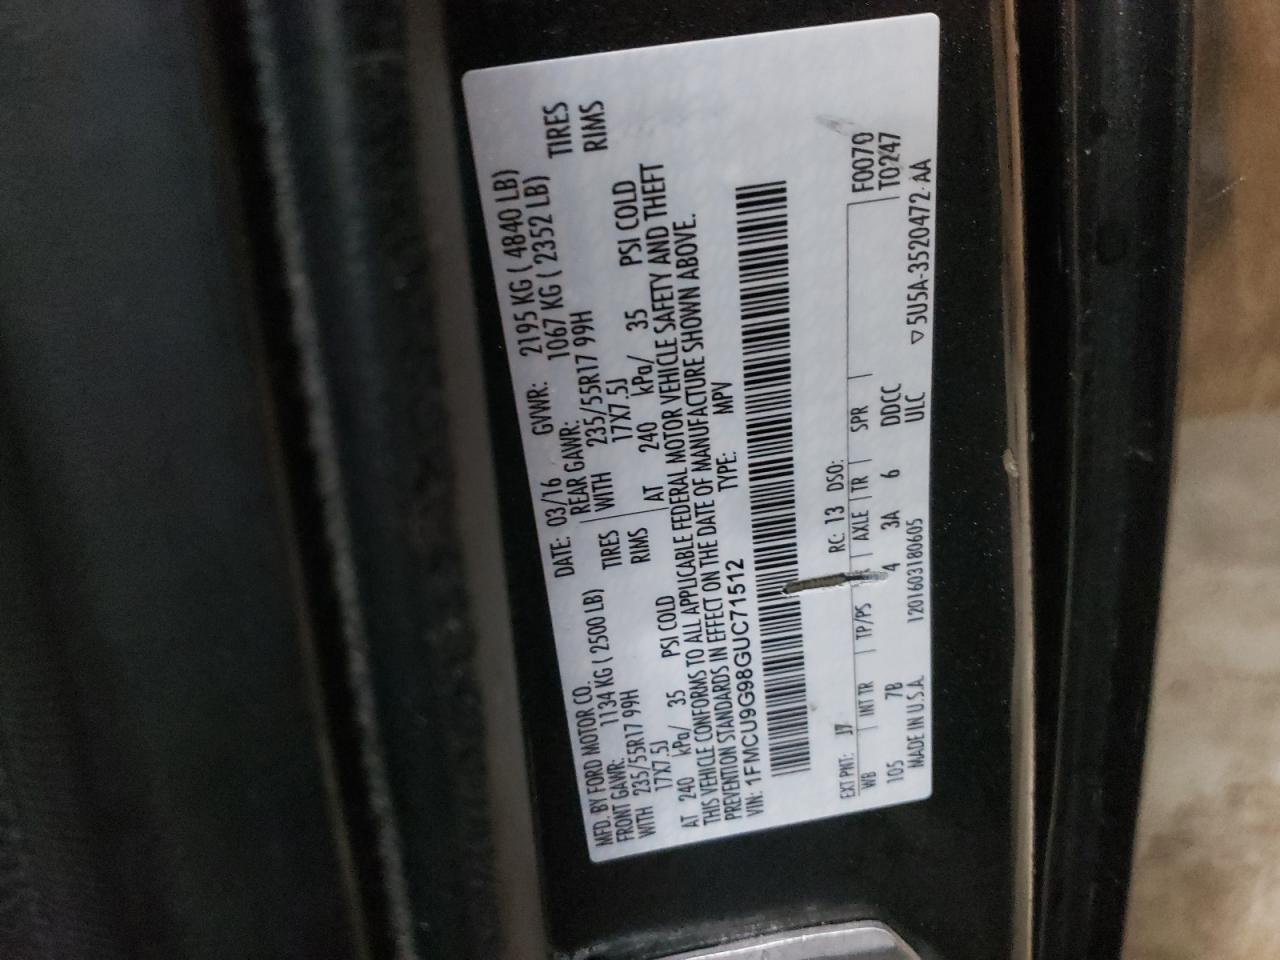 MFD. BY FORD MOTOR CO. DATE: 03/16 GVWR: 2195 KG ( 4840 LB)
FRONT GAWR: 1134 KG ( 2500 LB) REAR GAWR: 1067 KG ( 2352 LB)
WITH 235/55R17 99H TIRES WITH 235/55R17 99H TIRES
17X7.5J RIMS 17X7.5J RIMS
AT 240 kPa/ 35 PSI COLD AT 240 kPa/ 35 PSI COLD
THIS VEHICLE CONFORMS TO ALL APPLICABLE FEDERAL MOTOR VEHICLE SAFETY AND THEFT
PREVENTION STANDARDS IN EFFECT ON THE DATE OF MANUFACTURE SHOWN ABOVE.
VIN: 1FMCU9G98GUC71512 TYPE: MPV
EXT PNT: J7 RC: 13 DSO: F0070
WB INT TR TP/PS AXLE TR SPR T0247
105 7B 4 3A 6 DDCC
ULC
MADE IN U.S.A. 1201603180605 ▽5U5A-3520472-AA